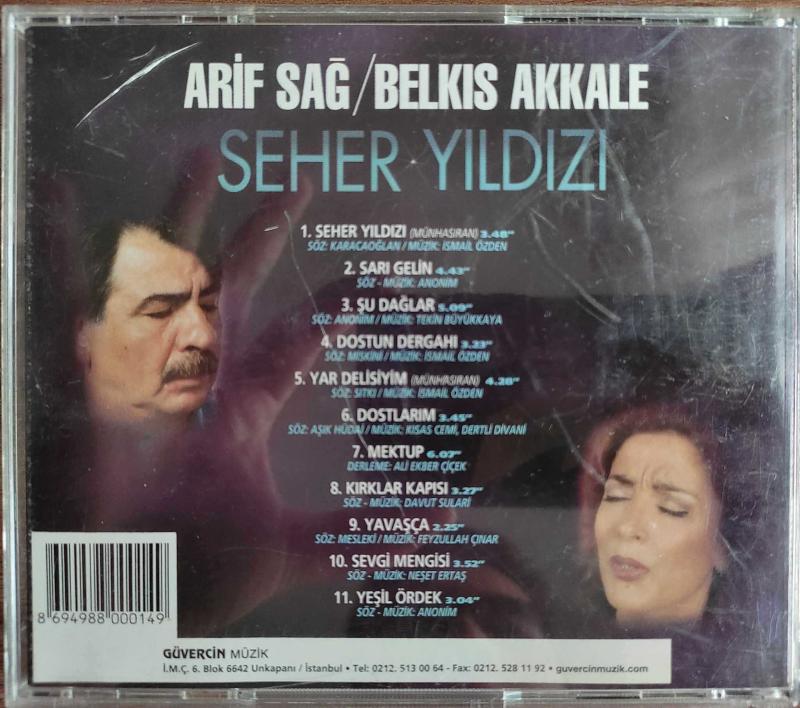 ARİF SAĞ/BELKIS AKKALE
SEHER YILDIZI
1. SEHER YILDIZI (MÜNHASIRAN) 3.48"
SÖZ: KARACAOĞLAN / MÜZİK: İSMAİL ÖZDEN
2. SARI GELİN 4.43"
SÖZ - MÜZİK: ANONİM
3. ŞU DAĞLAR 5.09"
SÖZ: ANONİM / MÜZİK: TEKİN BÜYÜKKAYA
4. DOSTUN DERGAHI 3.23"
SÖZ: MISKİNİ / MÜZİK: İSMAİL ÖZDEN
5. YAR DELİSİYİM (MÜNHASIRAN) 4.28"
SÖZ: SITKI / MÜZİK: İSMAİL ÖZDEN
6. DOSTLARIM 3.45"
SÖZ: AŞIK HÜDAİ / MÜZİK: KISAS CEMİ, DERTLİ DİVANİ
7. MEKTUP 6.07"
DERLEME: ALİ EKBER ÇİÇEK
8. KIRKLAR KAPISI 3.27"
SÖZ - MÜZİK: DAVUT SULARİ
9. YAVAŞÇA 2.25"
SÖZ: MESLEKİ / MÜZİK: FEYZULLAH ÇINAR
10. SEVGİ MENGİSİ 3.52"
SÖZ - MÜZİK: NEŞET ERTAŞ
11. YEŞİL ÖRDEK 3.04"
SÖZ - MÜZİK: ANONİM
8 694988 000149
GÜVERCİN MÜZİK
İ.M.Ç. 6. Blok 6642 Unkapanı / İstanbul • Tel: 0212. 513 00 64 - Fax: 0212. 528 11 92 • guvercinmuzik.com